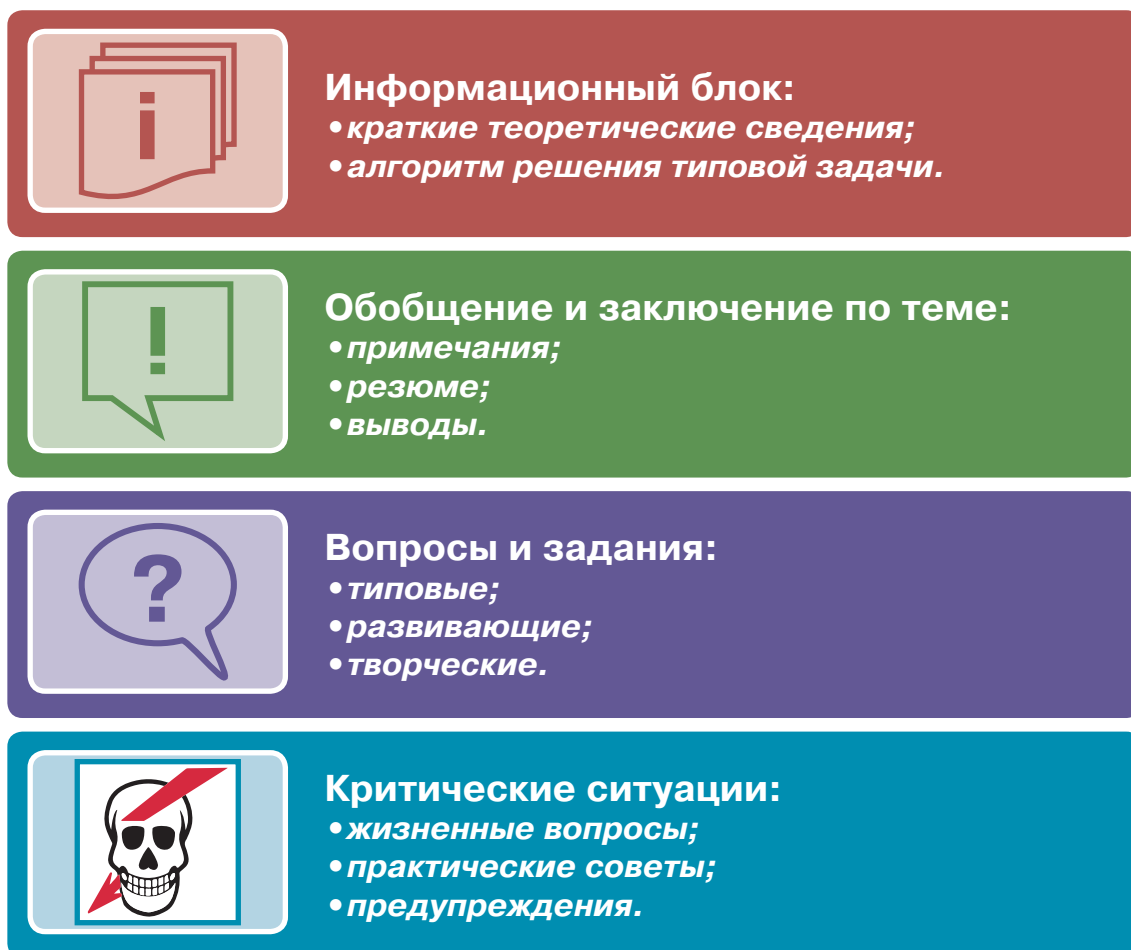 i
Информационный блок:
•краткие теоретические сведения;
•алгоритм решения типовой задачи.
!
Обобщение и заключение по теме:
•примечания;
•резюме;
•выводы.
?
Вопросы и задания:
•типовые;
•развивающие;
•творческие.
Критические ситуации:
•жизненные вопросы;
•практические советы;
•предупреждения.